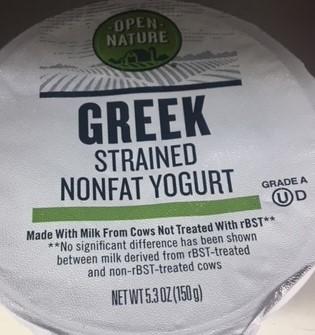 OPEN
NATURE
GREEK
STRAINED
NONFAT YOGURT
GRADE A
U D
Made With Milk From Cows Not Treated With rBST**
**No significant difference has been shown
between milk derived from rBST-treated
and non-rBST-treated cows
NET WT 5.3 OZ (150g)